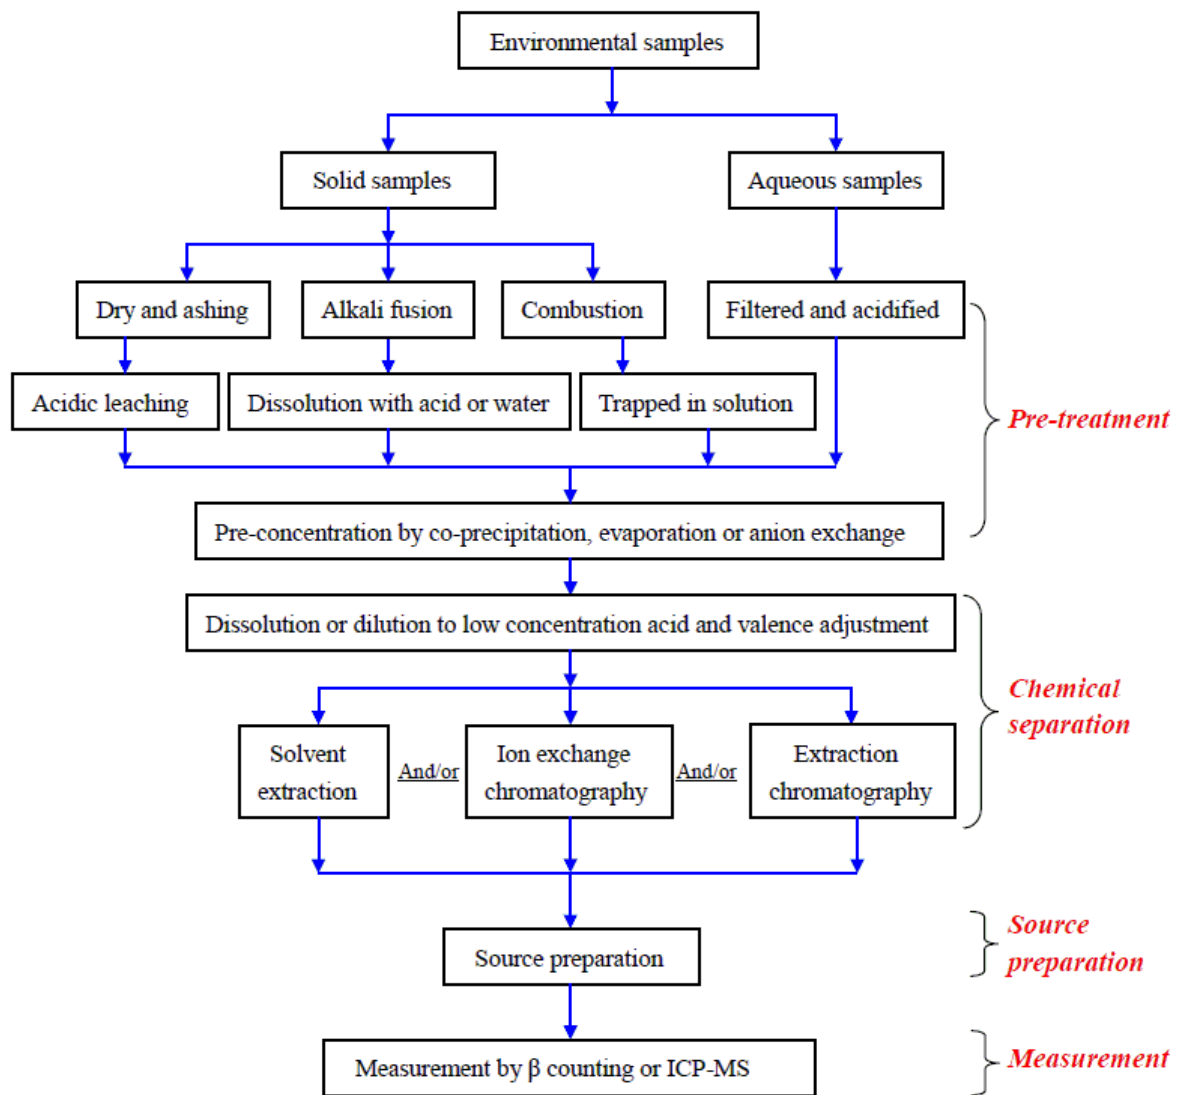 Environmental samples
Solid samples
Aqueous samples
Dry and ashing
Alkali fusion
Combustion
Filtered and acidified
Acidic leaching
Dissolution with acid or water
Trapped in solution
Pre-treatment
Pre-concentration by co-precipitation, evaporation or anion exchange
Dissolution or dilution to low concentration acid and valence adjustment
Chemical
separation
Solvent
extraction
And/or
Ion exchange
chromatography
And/or
Extraction
chromatography
Source preparation
Source
preparation
Measurement by β counting or ICP-MS
Measurement